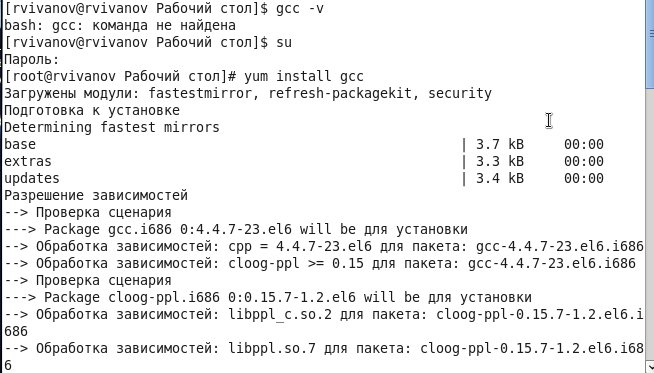 [rvivanov@rvivanov Рабочий стол]$ gcc -v
bash: gcc: команда не найдена
[rvivanov@rvivanov Рабочий стол]$ su
Пароль:
[root@rvivanov Рабочий стол]# yum install gcc
Загружены модули: fastestmirror, refresh-packagekit, security
Подготовка к установке
Determining fastest mirrors
base | 3.7 kB 00:00
extras | 3.3 kB 00:00
updates | 3.4 kB 00:00
Разрешение зависимостей
--> Проверка сценария
---> Package gcc.i686 0:4.4.7-23.el6 will be для установки
--> Обработка зависимостей: cpp = 4.4.7-23.el6 для пакета: gcc-4.4.7-23.el6.i686
--> Обработка зависимостей: cloog-ppl >= 0.15 для пакета: gcc-4.4.7-23.el6.i686
--> Проверка сценария
---> Package cloog-ppl.i686 0:0.15.7-1.2.el6 will be для установки
--> Обработка зависимостей: libppl_c.so.2 для пакета: cloog-ppl-0.15.7-1.2.el6.i
686
--> Обработка зависимостей: libppl.so.7 для пакета: cloog-ppl-0.15.7-1.2.el6.i68
6